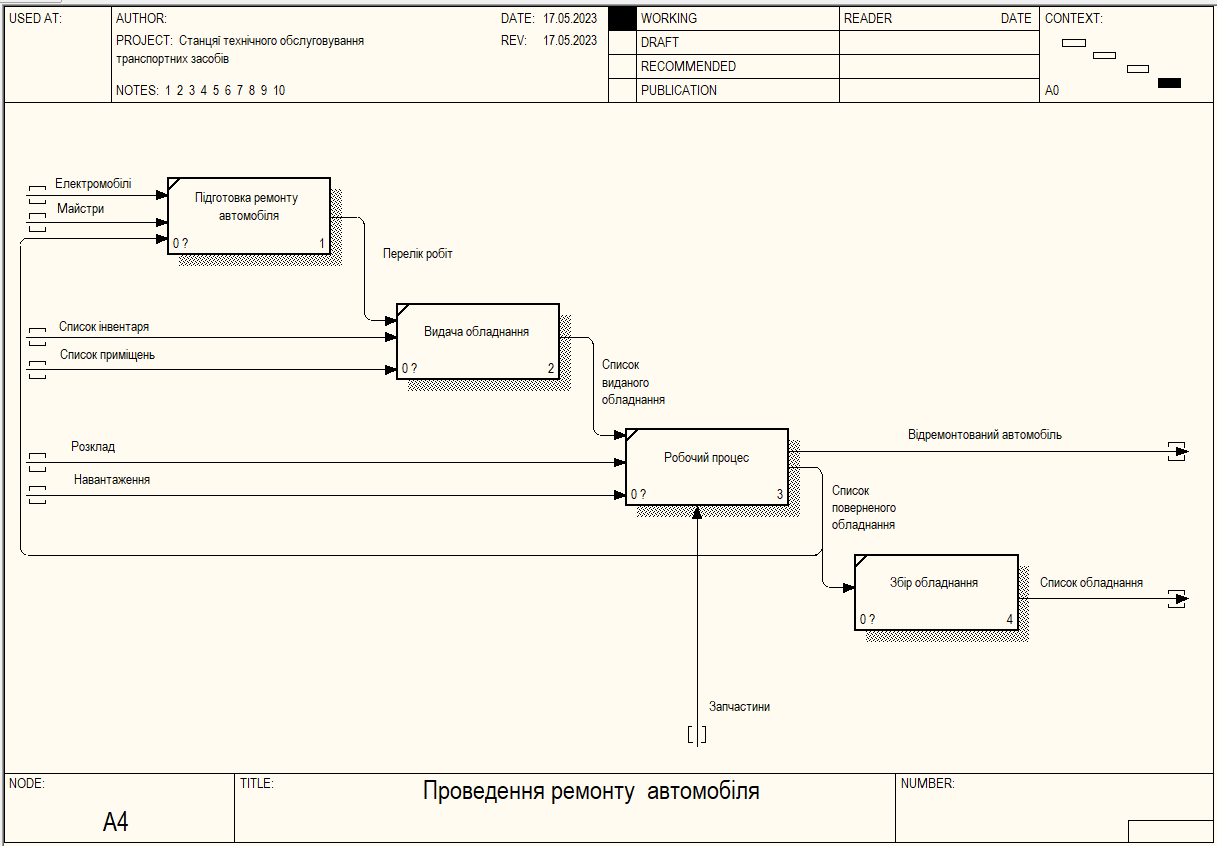 USED AT:
AUTHOR:
DATE: 17.05.2023
PROJECT: Станцяї технічного обслуговування
транспортних засобів
REV: 17.05.2023
NOTES: 1 2 3 4 5 6 7 8 9 10
WORKING
DRAFT
RECOMMENDED
PUBLICATION
READER
DATE
CONTEXT:
A0
Електромобілі
Майстри
Підготовка ремонту
автомобіля
0 ?
1
Перелік робіт
Список інвентаря
Список приміщень
Видача обладнання
0 ?
2
Список
виданого
обладнання
Розклад
Навантаження
Робочий процес
0 ?
3
Відремонтований автомобіль
Список
поверненого
обладнання
Збір обладнання
0 ?
4
Список обладнання
Запчастини
NODE:
A4
TITLE:
Проведення ремонту автомобіля
NUMBER: